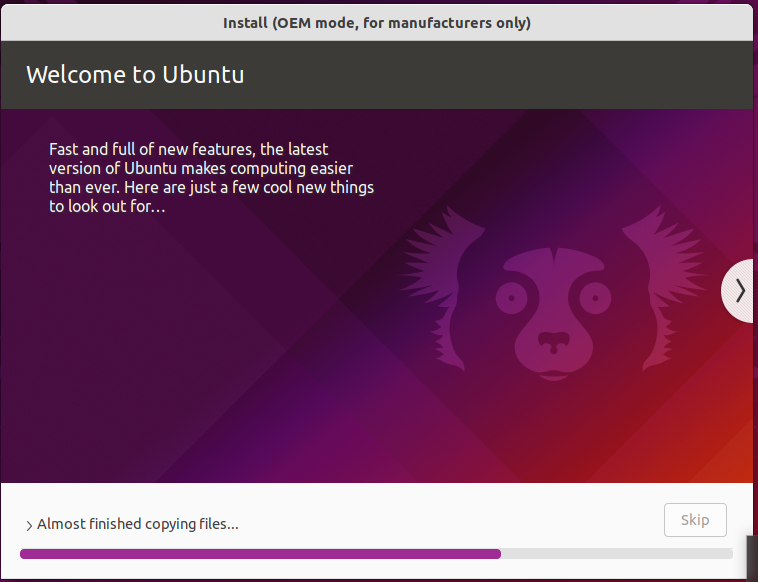 Install (OEM mode, for manufacturers only)
Welcome to Ubuntu
Fast and full of new features, the latest
version of Ubuntu makes computing easier
than ever. Here are just a few cool new things
to look out for…
Almost finished copying files...
Skip